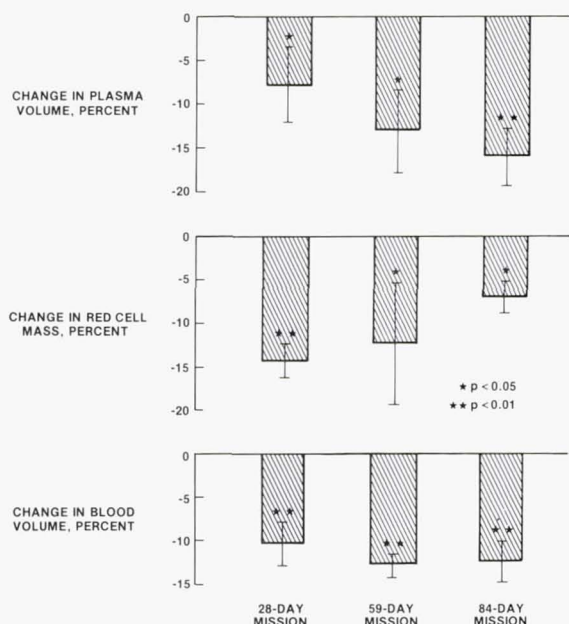 0
-5
CHANGE IN PLASMA
VOLUME, PERCENT
-10
-15
-20
★
★
★ ★
0
-5
CHANGE IN RED CELL
MASS, PERCENT
-10
-15
-20
★ ★
★
★
★ p < 0.05
★★ p < 0.01
0
-5
CHANGE IN BLOOD
VOLUME, PERCENT
-10
-15
★ ★
★ ★
★ ★
28-DAY MISSION
59-DAY MISSION
84-DAY MISSION